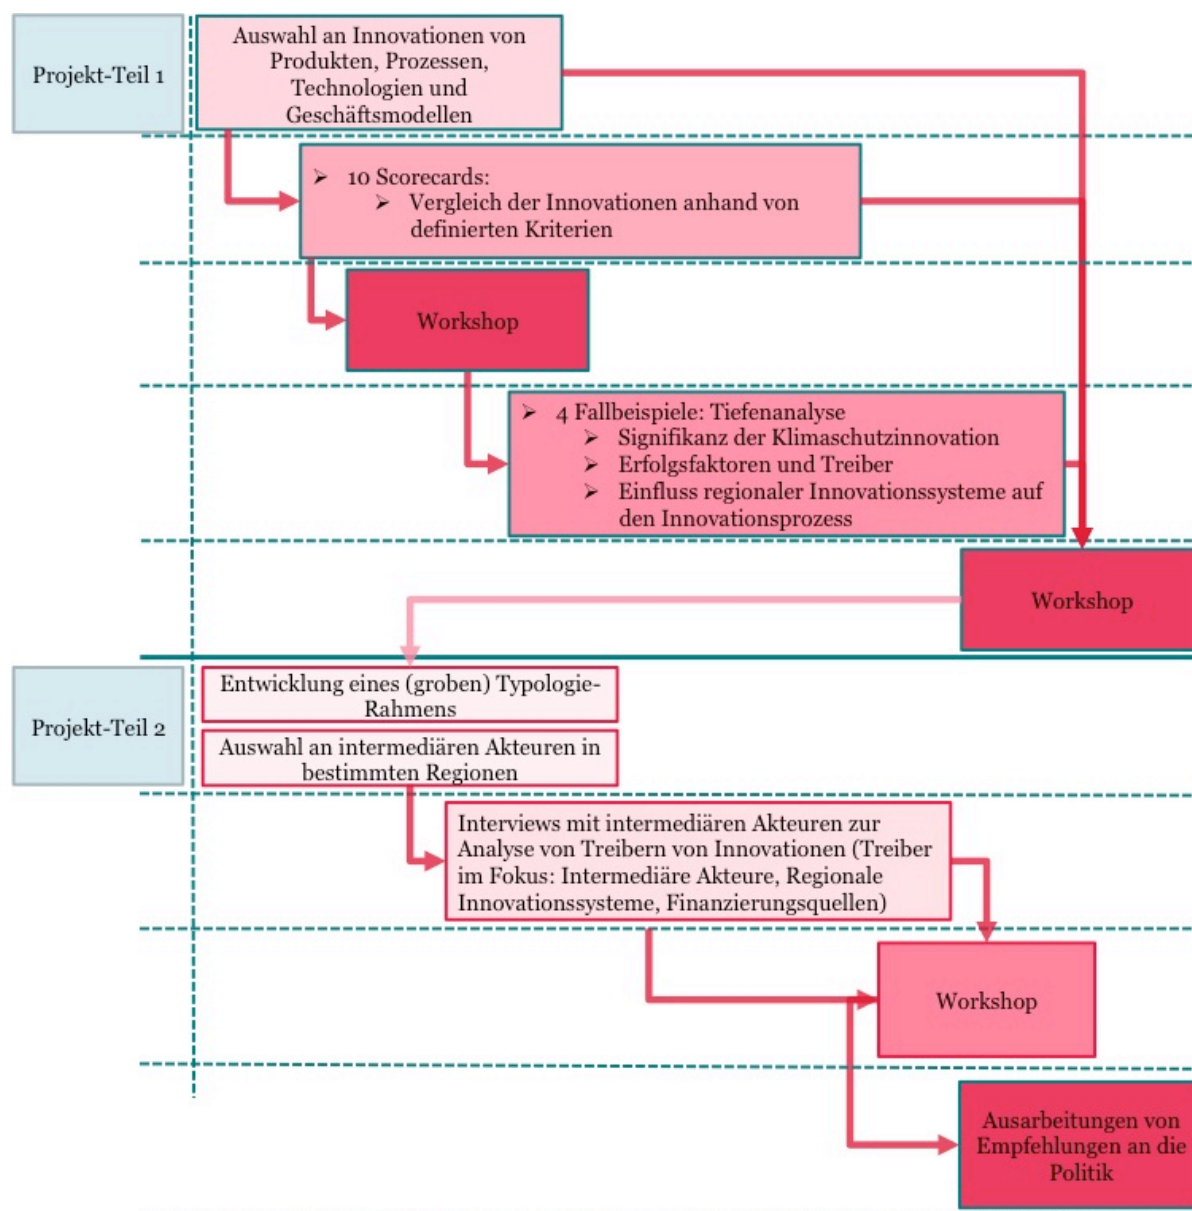 Projekt-Teil 1
Auswahl an Innovationen von
Produkten, Prozessen,
Technologien und
Geschäftsmodellen
➢ 10 Scorecards:
➢ Vergleich der Innovationen anhand von
definierten Kriterien
Workshop
➢ 4 Fallbeispiele: Tiefenanalyse
➢ Signifikanz der Klimaschutzinnovation
➢ Erfolgsfaktoren und Treiber
➢ Einfluss regionaler Innovationssysteme auf
den Innovationsprozess
Workshop
Projekt-Teil 2
Entwicklung eines (groben) Typologie-
Rahmens
Auswahl an intermediären Akteuren in
bestimmten Regionen
Interviews mit intermediären Akteuren zur
Analyse von Treibern von Innovationen (Treiber
im Fokus: Intermediäre Akteure, Regionale
Innovationssysteme, Finanzierungsquellen)
Workshop
Ausarbeitungen von
Empfehlungen an die
Politik